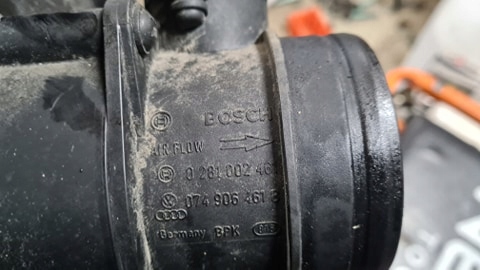 BOSCH
AIR FLOW
0 281 002 46
074 906 461
Germany BPK